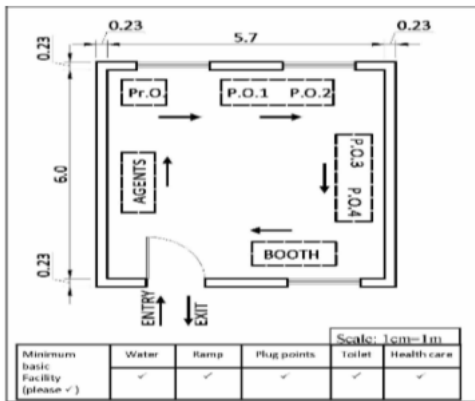 0.23
0.23
5.7
0.23
Pr.O.
P.O.1 P.O.2
6.0
AGENTS
P.O.3 P.O.4
0.23
BOOTH
ENTRY
EXIT
Scale: 1cm=1m
Minimum basic Facility (please ✓)
Water
Ramp
Plug points
Toilet
Health care
✓ ✓ ✓ ✓ ✓